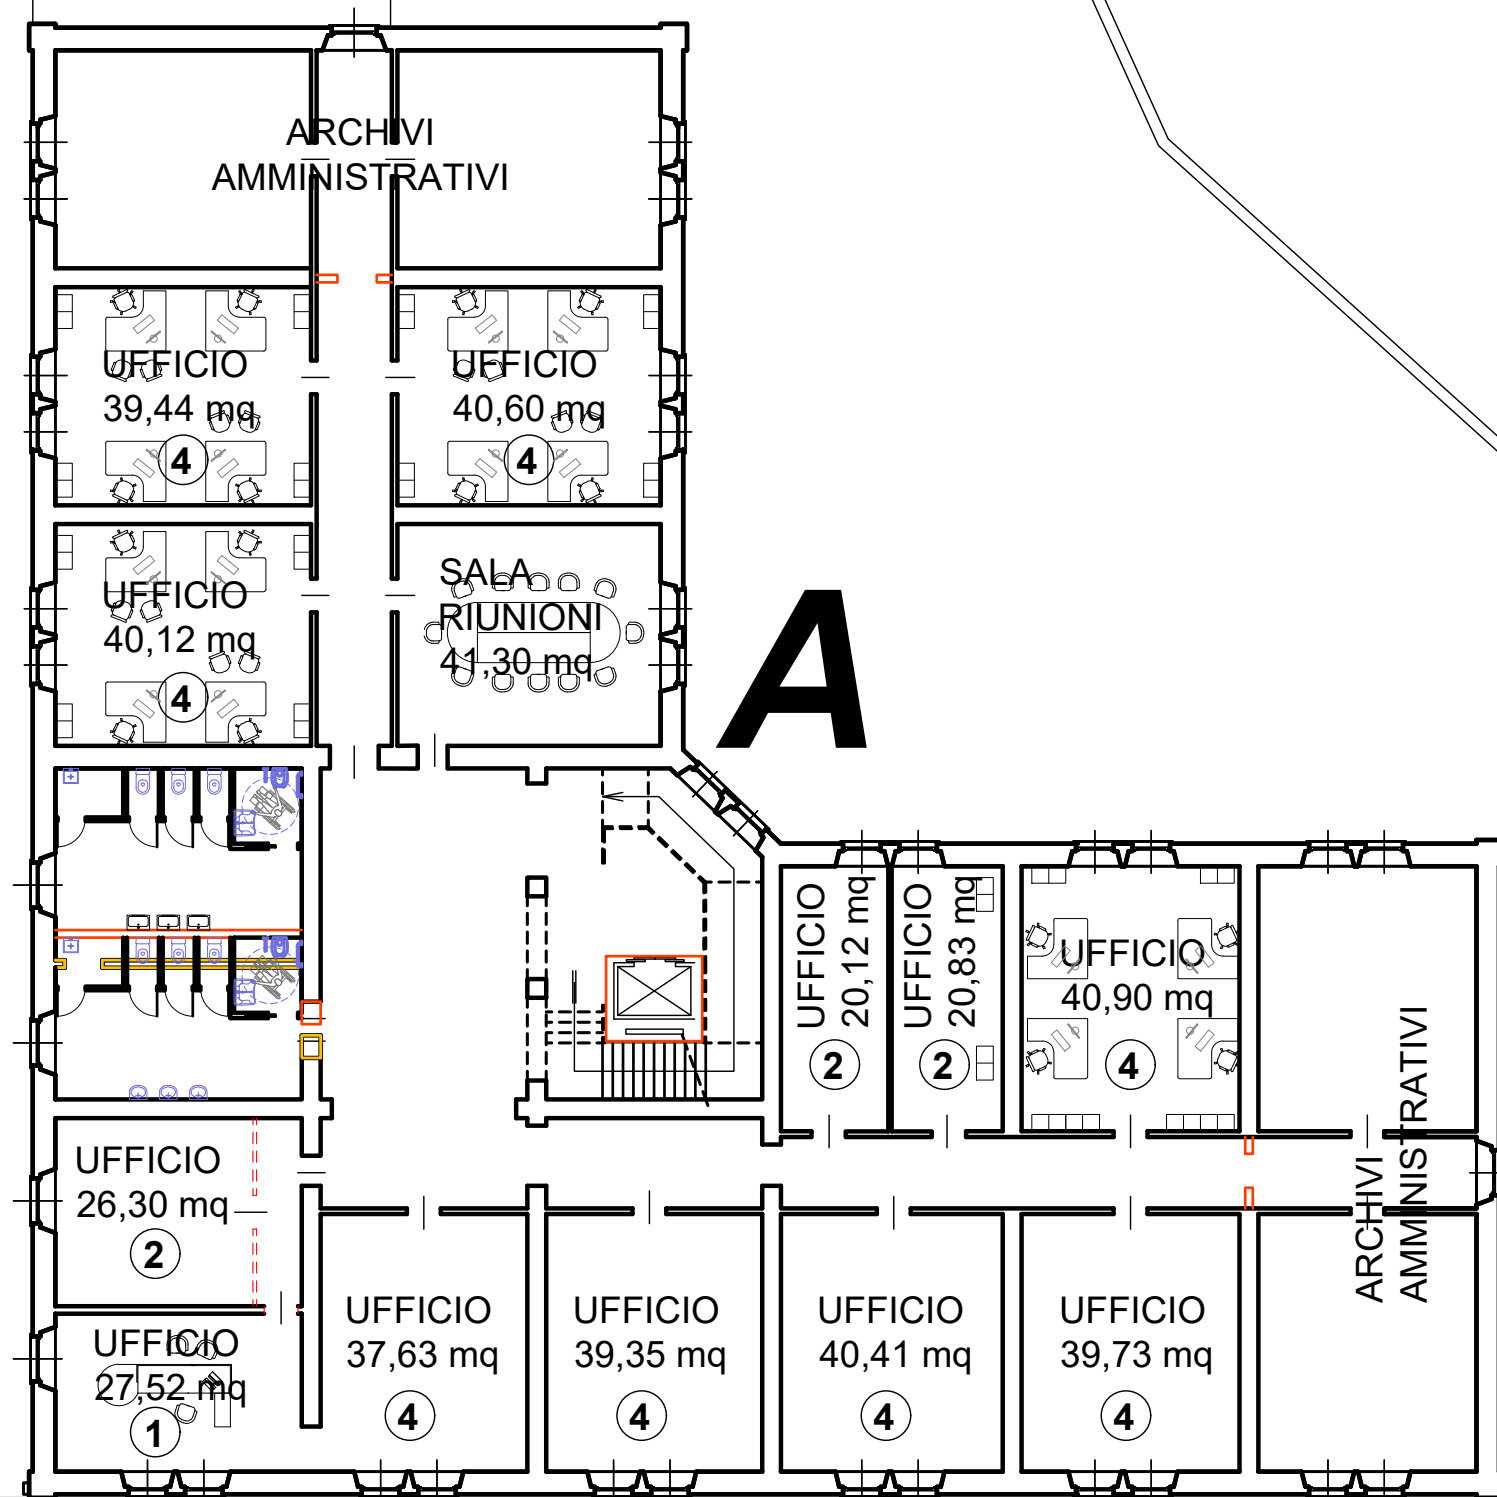 ARCHIVI
AMMINISTRATIVI
UFFICIO
39,44 mq
4
UFFICIO
40,60 mq
4
UFFICIO
40,12 mq
4
SALA
RIUNIONI
41,30 mq
A
UFFICIO
20,12 mq
2
UFFICIO
20,83 mq
2
UFFICIO
40,90 mq
4
ARCHIVI
AMMINISTRATIVI
UFFICIO
26,30 mq
2
UFFICIO
27,52 mq
1
UFFICIO
37,63 mq
4
UFFICIO
39,35 mq
4
UFFICIO
40,41 mq
4
UFFICIO
39,73 mq
4